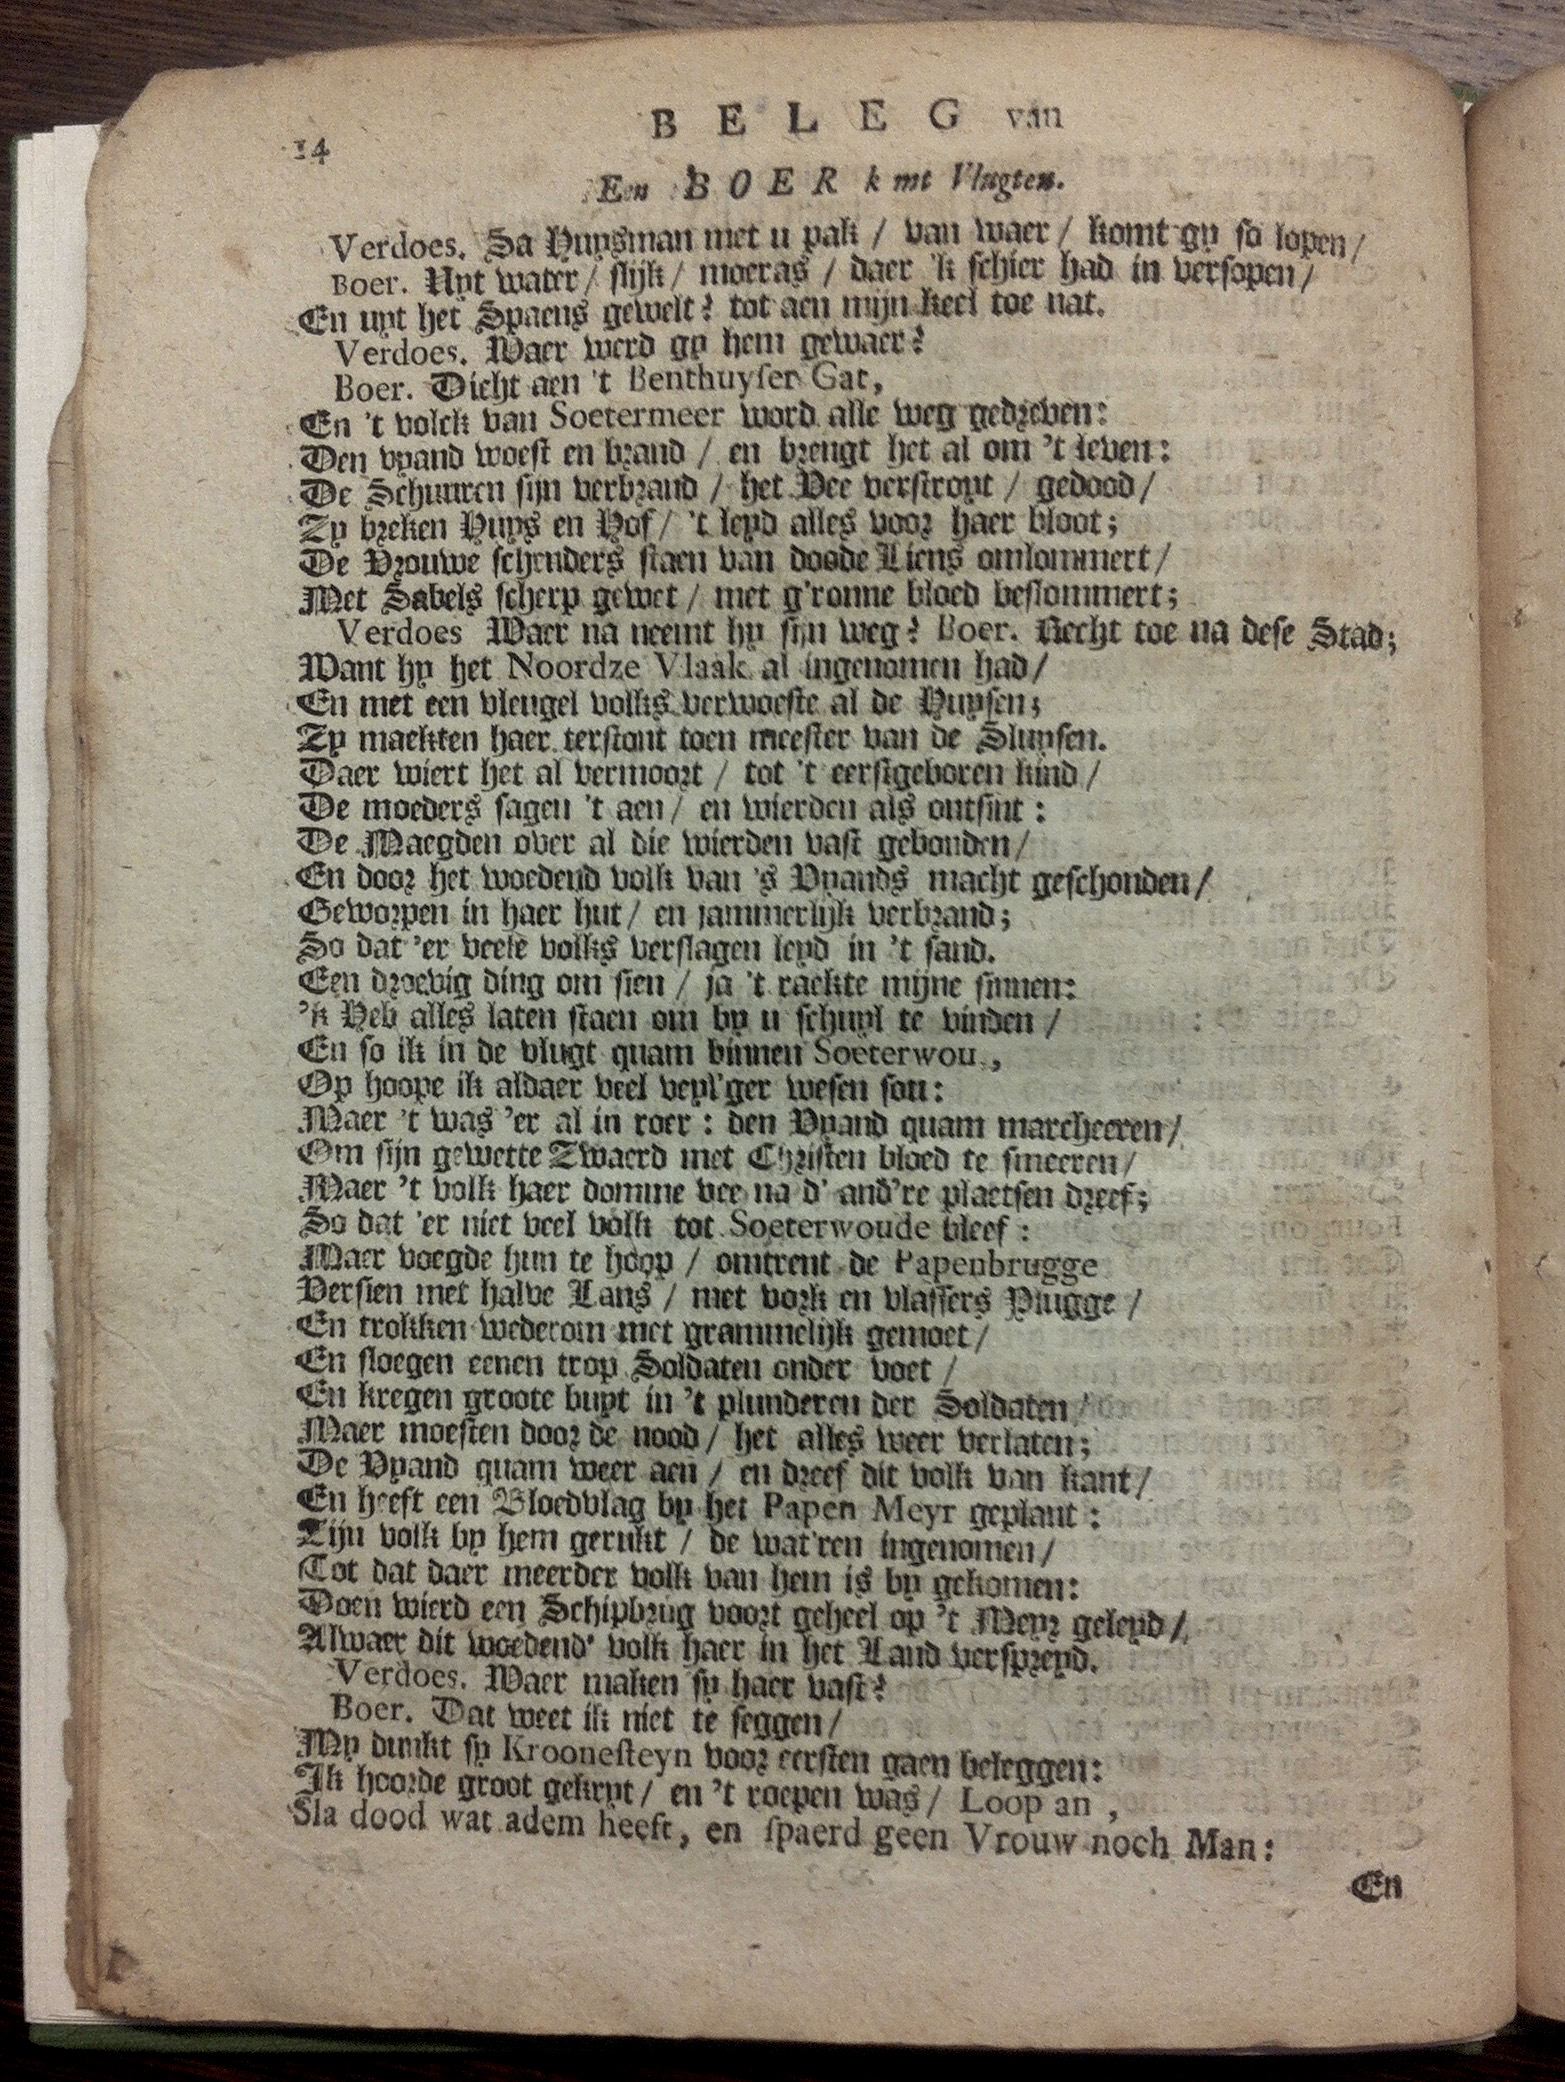 14
BELEG van
Een BOER k mt Vlugten.
Verdoes. Sa Huysman met u pak / van waer / komt gy so lopen /
Boer. Uyt water / slijk / moeras / daer 'k schier had in versopen /
En uyt het Spaens gewelt? tot aen mijn keel toe nat.
Verdoes. Waer werd gy hem gewaer?
Boer. Dicht aen 't Benthuyser Gat,
En 't volck van Soetermeer word alle weg gedreven:
Den vyand woest en brand / en brengt het al om 't leven:
De Schuuren sijn verbrand / het Vee verstroyt / gedood /
Zy breken Huys en Hof / 't leyd alles voor haer bloot;
De Vrouwe schenders staen van doode Liens omlommert /
Met Sabels scherp gewet / met g'ronne bloed beslommert;
Verdoes Waer na neemt hy sijn weg? Boer. Recht toe na dese Stad;
Want hy het Noordze Vlaak al ingenomen had /
En met een vleugel volks verwoeste al de Huysen;
Zy maekten haer terstont toen meester van de Sluysen.
Daer wiert het al vermoort / tot 't eerstgeboren kind /
De moeders sagen 't aen / en wierden als ontsint:
De Maegden over al die wierden vast gebonden /
En door het woedend volk van 's Vyands macht geschonden /
Geworpen in haer hut / en jammerlijk verbrand;
So dat 'er veele volks verslagen leyd in 't sand.
Een droevig ding om sien / ja 't raekte mijne sinnen:
'k Heb alles laten staen om by u schuyl te vinden /
En so ik in de vlugt quam binnen Soeterwou,
Op hoope ik aldaer veel veyl'ger wesen sou:
Maer 't was 'er al in roer: den Vyand quam marcheeren /
Om sijn gewette Zwaerd met Christen bloed te smeeren /
Maer 't volk haer domme vee na d' and're plaetsen dreef;
So dat 'er niet veel volk tot Soeterwoude bleef:
Maer voegde hun te hoop / omtrent de Papenbrugge
Versien met halve Lans / met vork en vlassers Plugge /
En trokken wederom met grammelijk gemoet /
En sloegen eenen trop Soldaten onder voet /
En kregen groote buyt in 't plunderen der Soldaten /
Maer moesten door de nood / het alles weer verlaten;
De Vyand quam weer aen / en dreef dit volk van kant /
En heeft een Bloedvlag by het Papen Meyr geplant:
Zijn volk by hem gerukt / de wat'ren ingenomen /
Tot dat daer meerder volk van hem is by gekomen:
Doen wierd een Schipbrug voort geheel op 't Meyr geleyd /
Alwaer dit woedend' volk haer in het Land verspreyd.
Verdoes. Waer maken sy haer vast?
Boer. Dat weet ik niet te seggen /
My dunkt sy Kroonesteyn voor eersten gaen beleggen:
Ik hoorde groot gekryt / en 't roepen was / Loop an,
Sla dood wat adem heeft, en spaerd geen Vrouw noch Man:
En